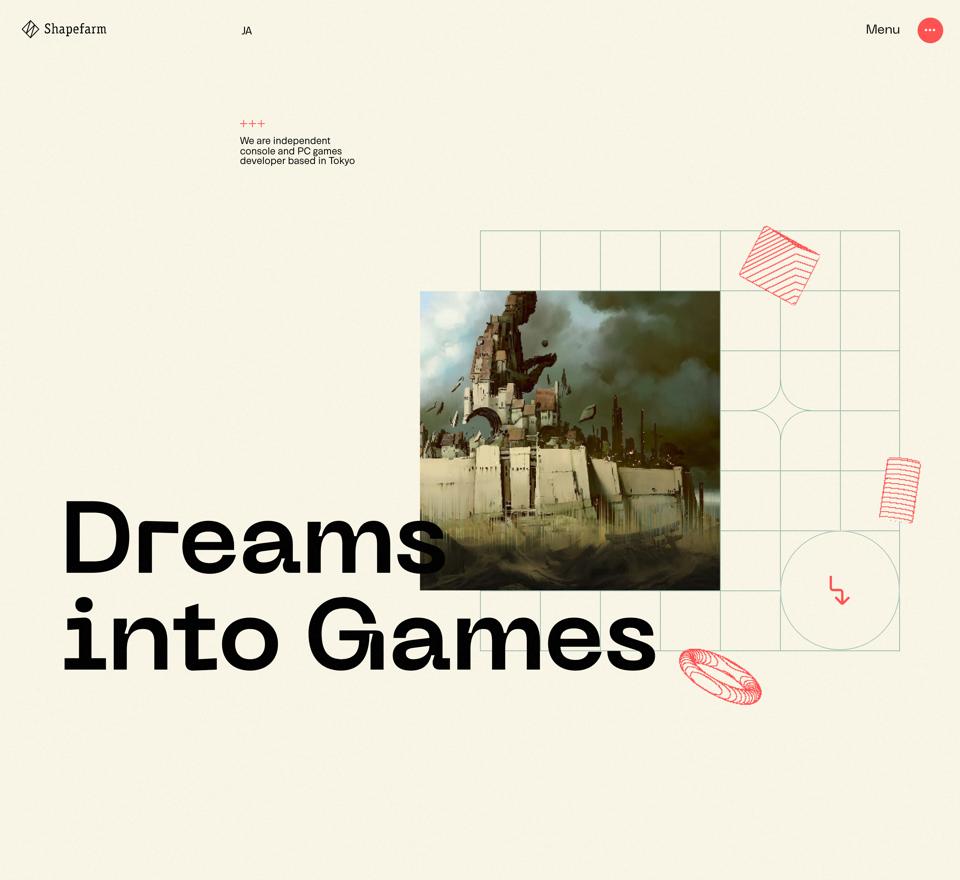 Shapefarm
JA
Menu
+++
We are independent
console and PC games
developer based in Tokyo
Dreams
into Games